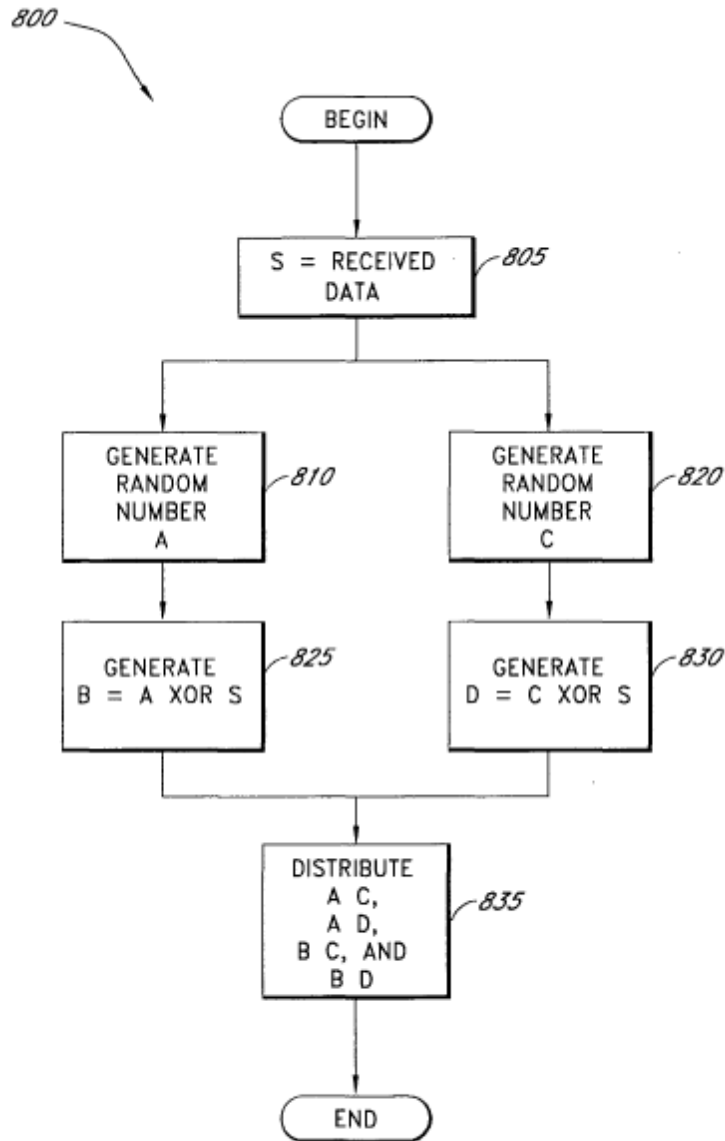 800
BEGIN
S = RECEIVED
DATA
805
GENERATE
RANDOM
NUMBER
A
810
GENERATE
RANDOM
NUMBER
C
820
GENERATE
B = A XOR S
825
GENERATE
D = C XOR S
830
DISTRIBUTE
A C,
A D,
B C, AND
B D
835
END